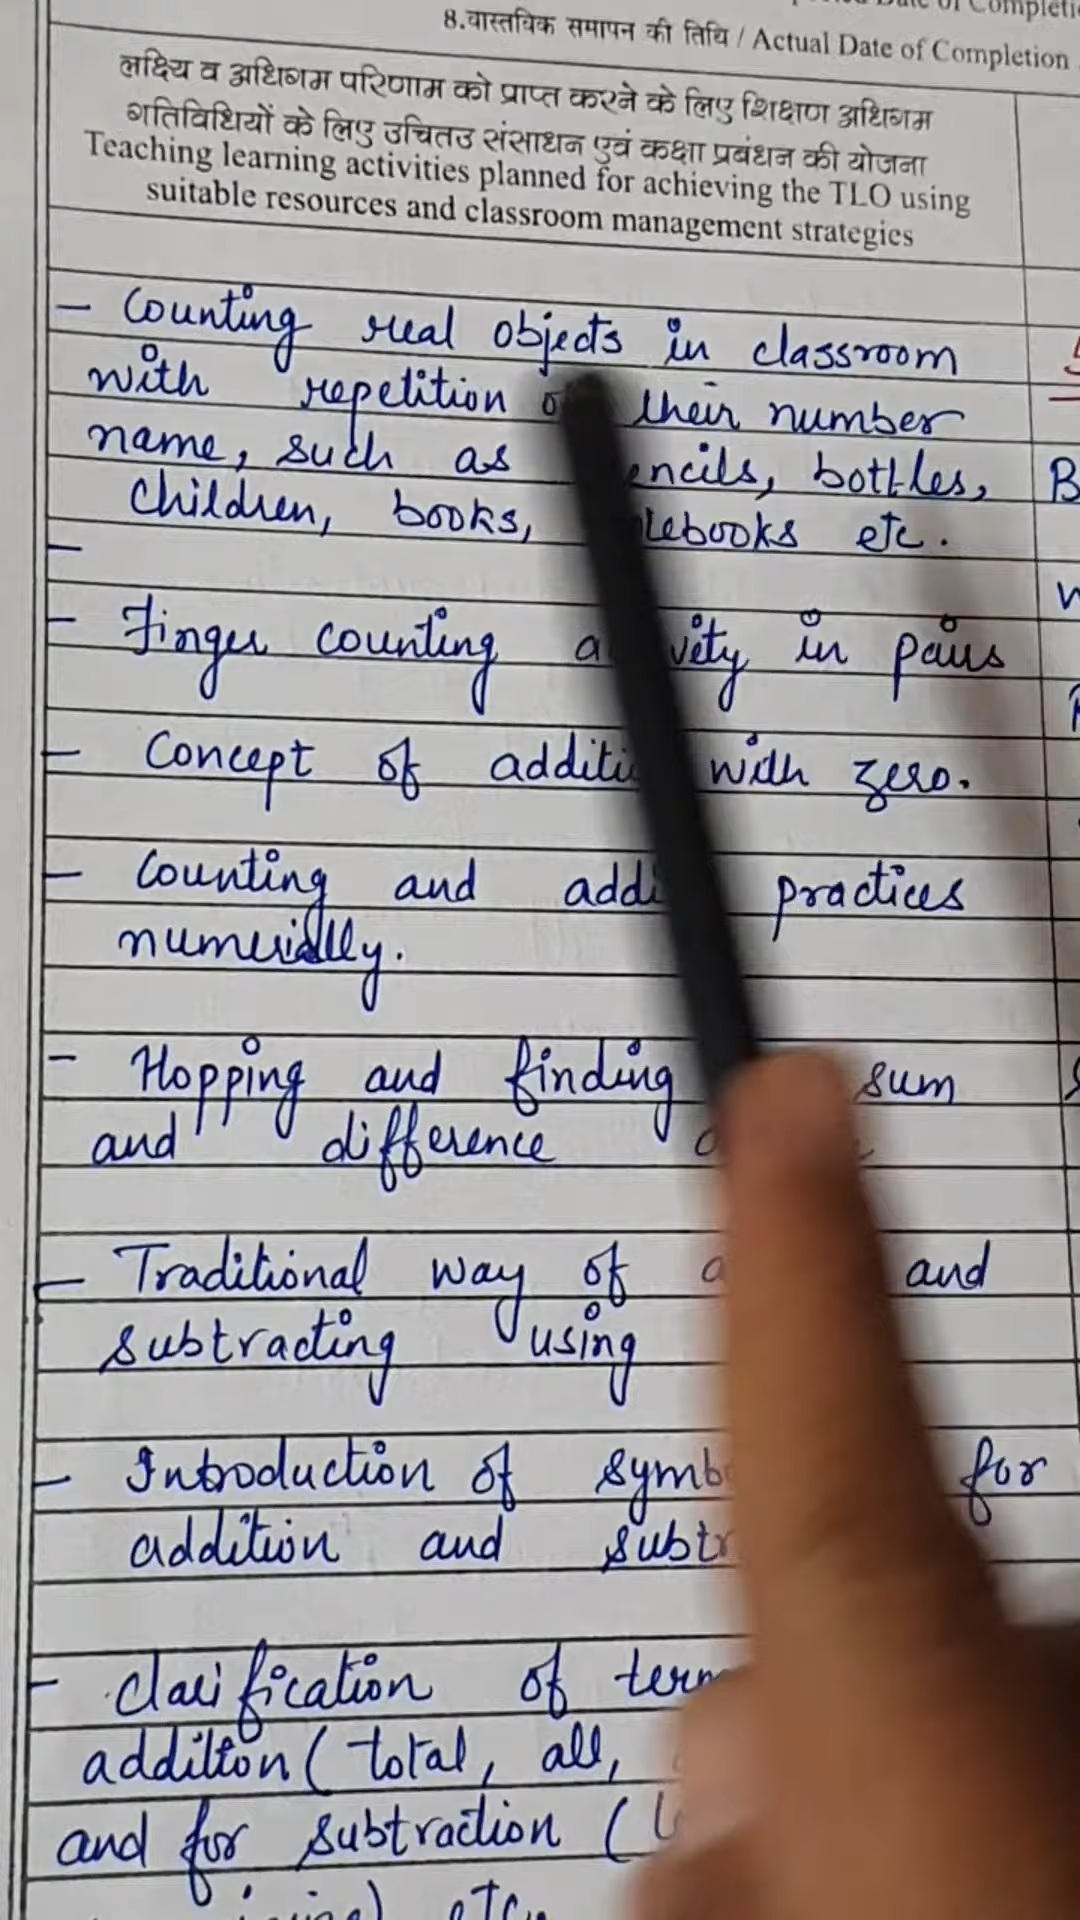 Date of Completi
8.वास्तविक समापन की तिथि / Actual Date of Completion
लक्ष्यि व अधिगम परिणाम को प्राप्त करने के लिए शिक्षण अधिगम
गतिविधियों के लिए उचितउ संसाधन एवं कक्षा प्रबंधन की योजना
Teaching learning activities planned for achieving the TLO using
suitable resources and classroom management strategies
- Counting real objects in classroom
with repetition their number
name, such as encils, bottles,
children, books, tebooks etc.
-
- Finger counting a vity in pairs
- Concept of additi with zero.
- Counting and addi practices
numerially.
- Hopping and finding sum
and difference
- Traditional way of a and
subtracting using
- Introduction of symb for
addition and subtr
- Clarification of term
addition ( total, all,
and for subtraction ( l
etc.
B